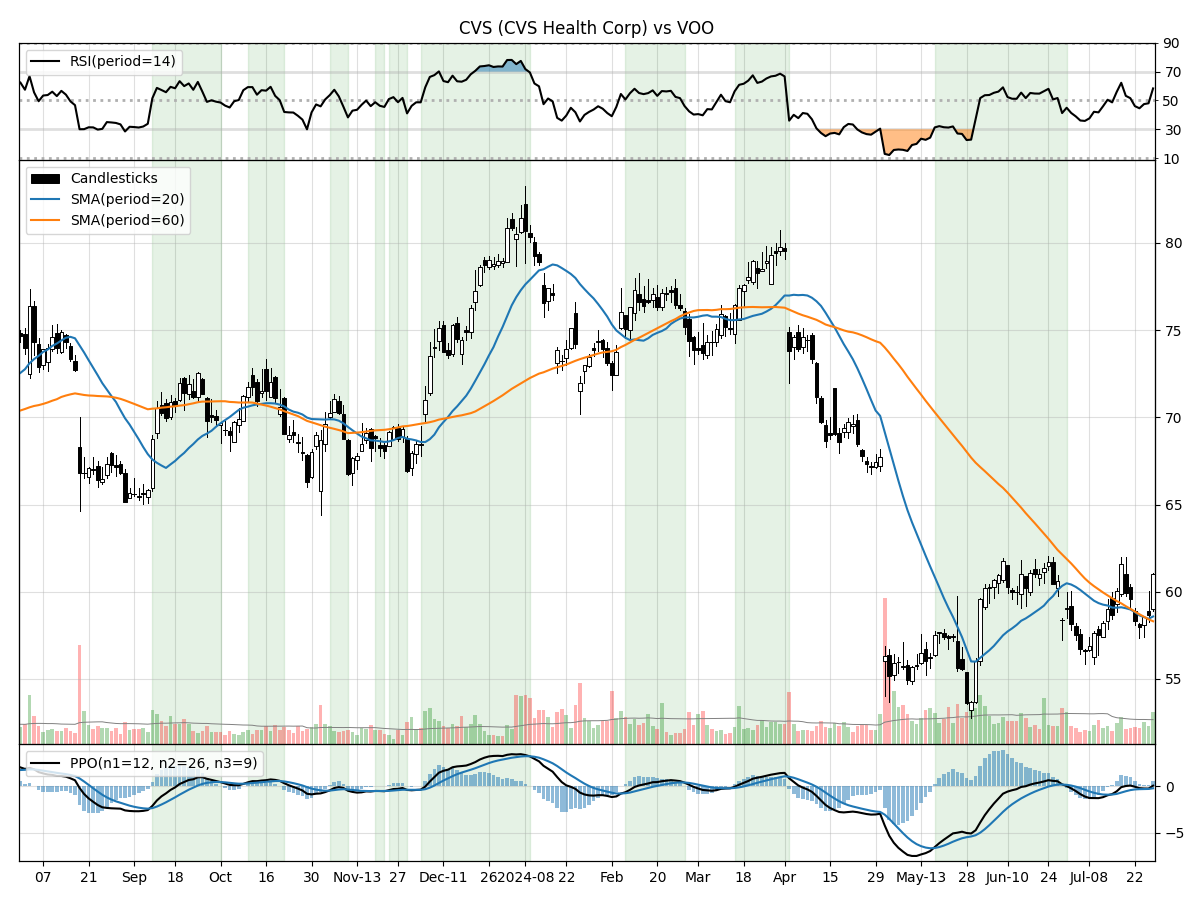 CVS (CVS Health Corp) vs VOO
RSI(period=14)
90
70
50
30
10
Candlesticks
SMA(period=20)
SMA(period=60)
80
75
70
65
60
55
PPO(n1=12, n2=26, n3=9)
0
−5
07 21 Sep 18 Oct 16 30 Nov-13 27 Dec-11 26 2024-08 22 Feb 20 Mar 18 Apr 15 29 May-13 28 Jun-10 24 Jul-08 22